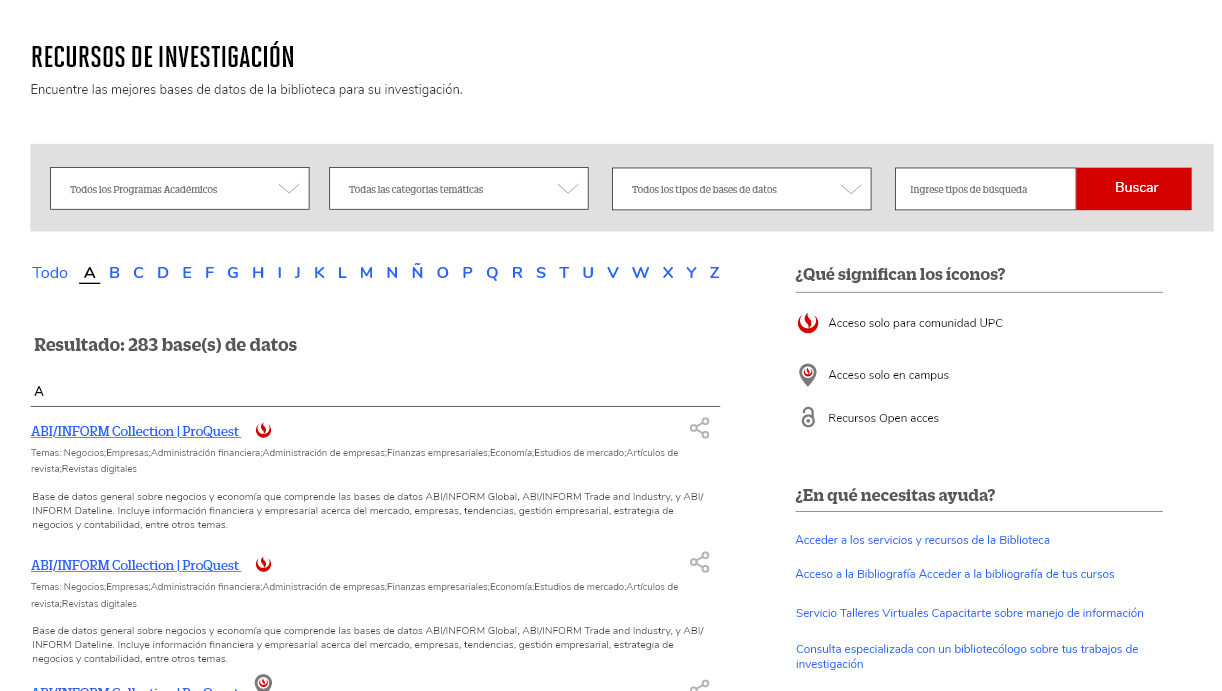 RECURSOS DE INVESTIGACIÓN
Encuentre las mejores bases de datos de la biblioteca para su investigación.
Todos los Programas Académicos
Todas las categorías temáticas
Todos los tipos de bases de datos
Ingrese tipos de búsqueda
Buscar
Todo A B C D E F G H I J K L M N Ñ O P Q R S T U V W X Y Z
Resultado: 283 base(s) de datos
A
ABI/INFORM Collection | ProQuest
Temas: Negocios;Empresas;Administración financiera;Administración de empresas;Finanzas empresariales;Economía;Estudios de mercado;Artículos de
revista;Revistas digitales
Base de datos general sobre negocios y economía que comprende las bases de datos ABI/INFORM Global, ABI/INFORM Trade and Industry, y ABI/
INFORM Dateline. Incluye información financiera y empresarial acerca del mercado, empresas, tendencias, gestión empresarial, estrategia de
negocios y contabilidad, entre otros temas.
ABI/INFORM Collection | ProQuest
Temas: Negocios;Empresas;Administración financiera;Administración de empresas;Finanzas empresariales;Economía;Estudios de mercado;Artículos de
revista;Revistas digitales
Base de datos general sobre negocios y economía que comprende las bases de datos ABI/INFORM Global, ABI/INFORM Trade and Industry, y ABI/
INFORM Dateline. Incluye información financiera y empresarial acerca del mercado, empresas, tendencias, gestión empresarial, estrategia de
negocios y contabilidad, entre otros temas.
ABI/INFORM Collection | ProQuest
¿Qué significan los íconos?
Acceso solo para comunidad UPC
Acceso solo en campus
Recursos Open acces
¿En qué necesitas ayuda?
Acceder a los servicios y recursos de la Biblioteca
Acceso a la Bibliografía Acceder a la bibliografía de tus cursos
Servicio Talleres Virtuales Capacitarte sobre manejo de información
Consulta especializada con un bibliotecólogo sobre tus trabajos de
investigación